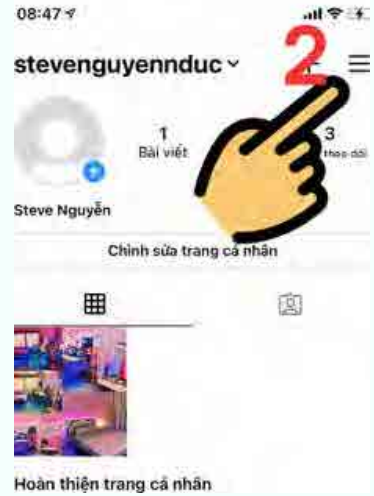 08:47
stevenguyennduc
2
1
3
Bài viết
theo dõi
Steve Nguyễn
Chỉnh sửa trang cá nhân
Hoàn thiện trang cá nhân